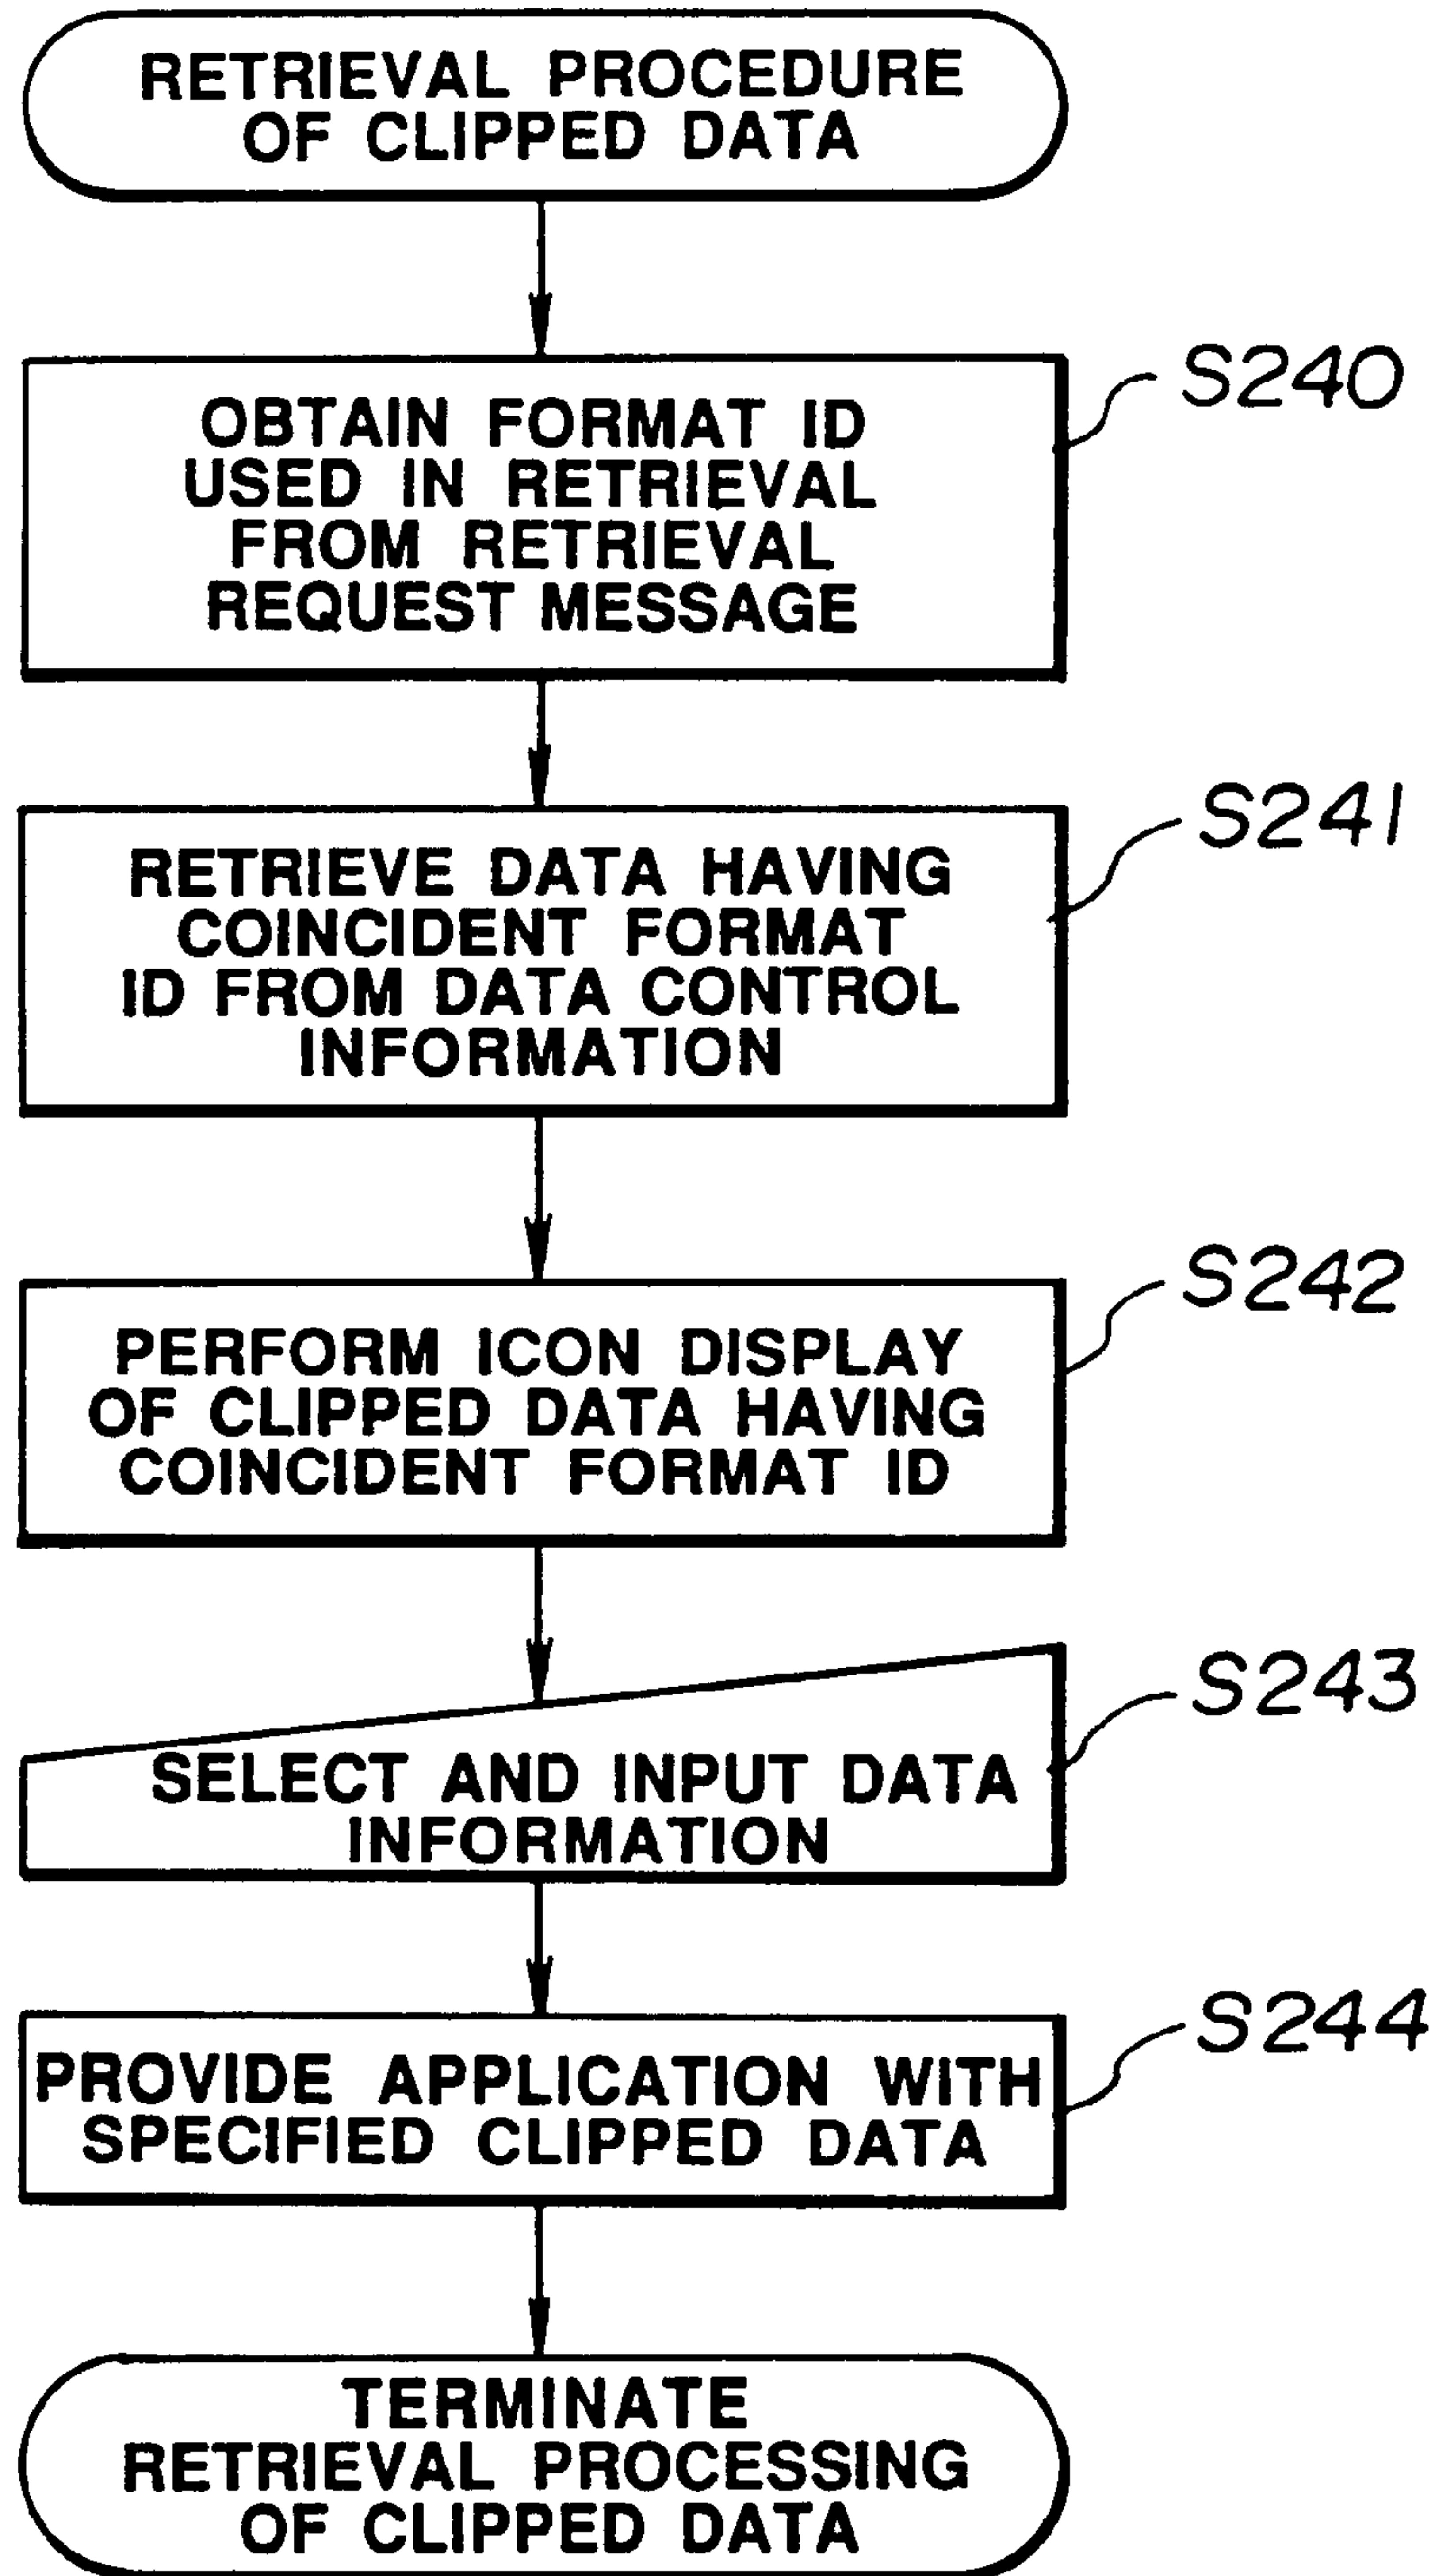 RETRIEVAL PROCEDURE
OF CLIPPED DATA
S240
OBTAIN FORMAT ID
USED IN RETRIEVAL
FROM RETRIEVAL
REQUEST MESSAGE
S241
RETRIEVE DATA HAVING
COINCIDENT FORMAT
ID FROM DATA CONTROL
INFORMATION
S242
PERFORM ICON DISPLAY
OF CLIPPED DATA HAVING
COINCIDENT FORMAT ID
S243
SELECT AND INPUT DATA
INFORMATION
S244
PROVIDE APPLICATION WITH
SPECIFIED CLIPPED DATA
TERMINATE
RETRIEVAL PROCESSING
OF CLIPPED DATA